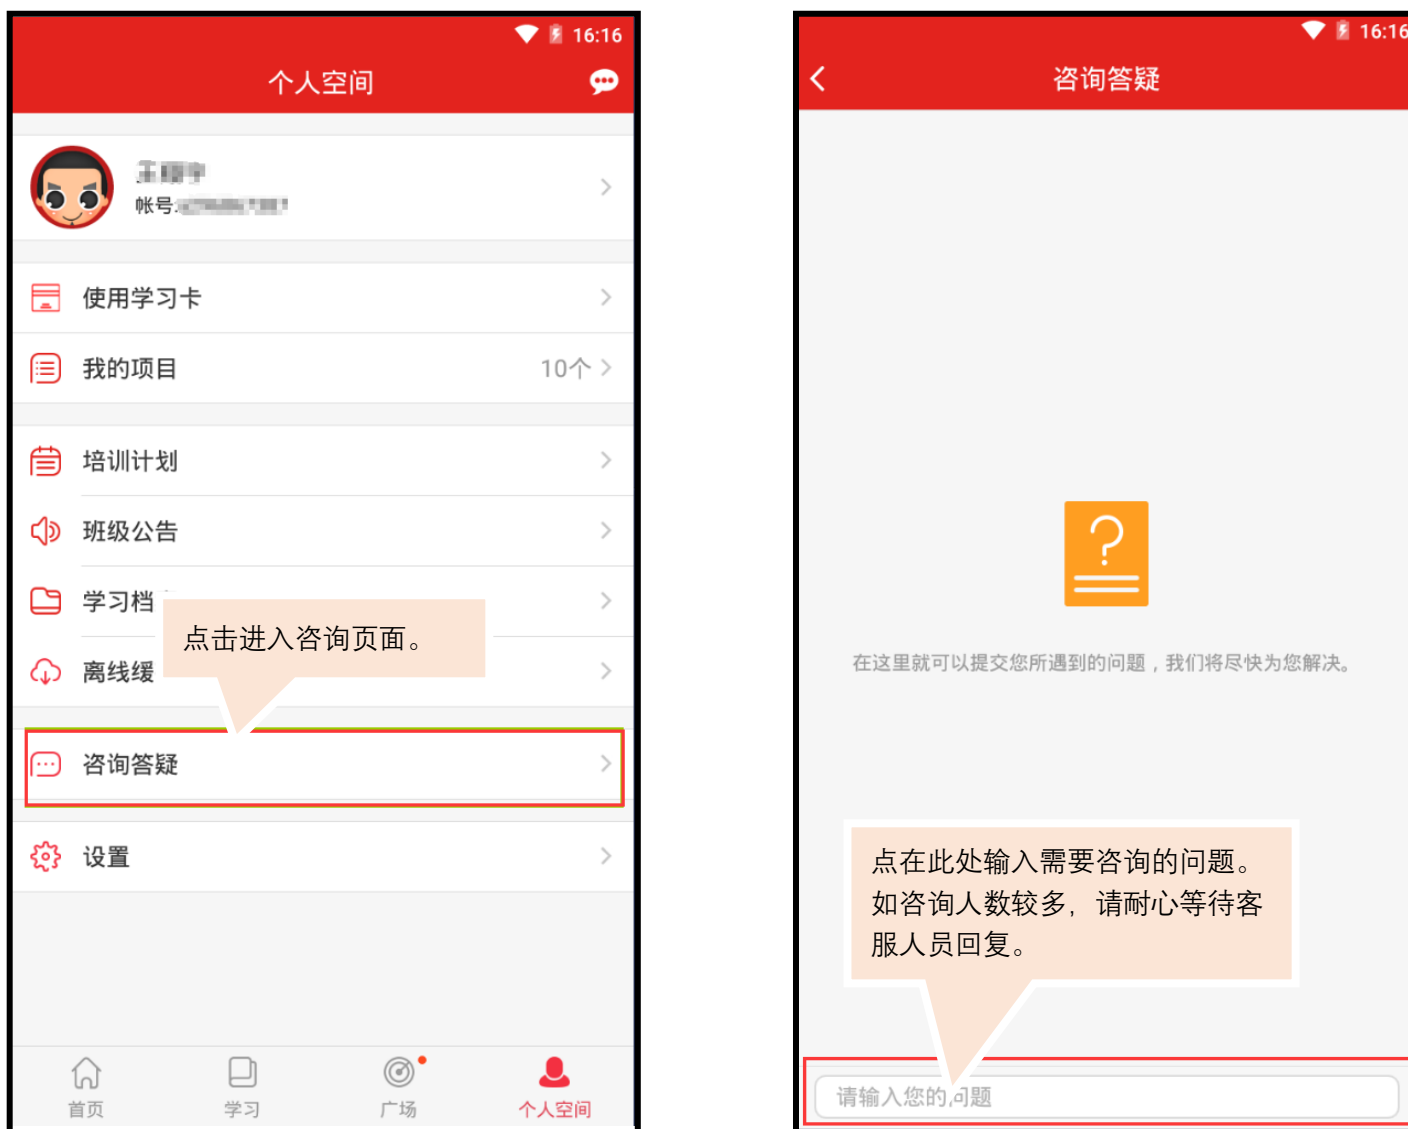 16:16
个人空间
帐号:
使用学习卡
我的项目
10个
培训计划
班级公告
学习档
离线缓
点击进入咨询页面。
咨询答疑
设置
首页
学习
广场
个人空间
16:16
咨询答疑
在这里就可以提交您所遇到的问题，我们将尽快为您解决。
点在此处输入需要咨询的问题。
如咨询人数较多，请耐心等待客
服人员回复。
请输入您的问题